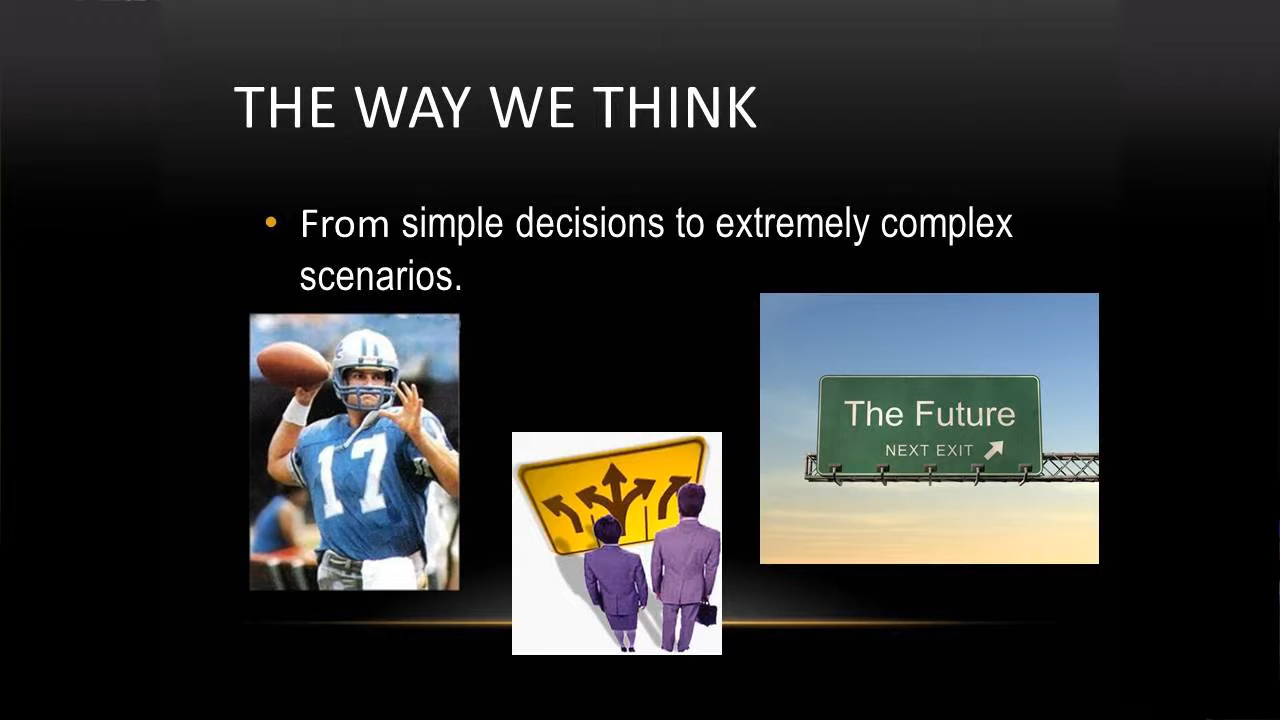 THE WAY WE THINK
• From simple decisions to extremely complex
scenarios.
17
The Future
NEXT EXIT